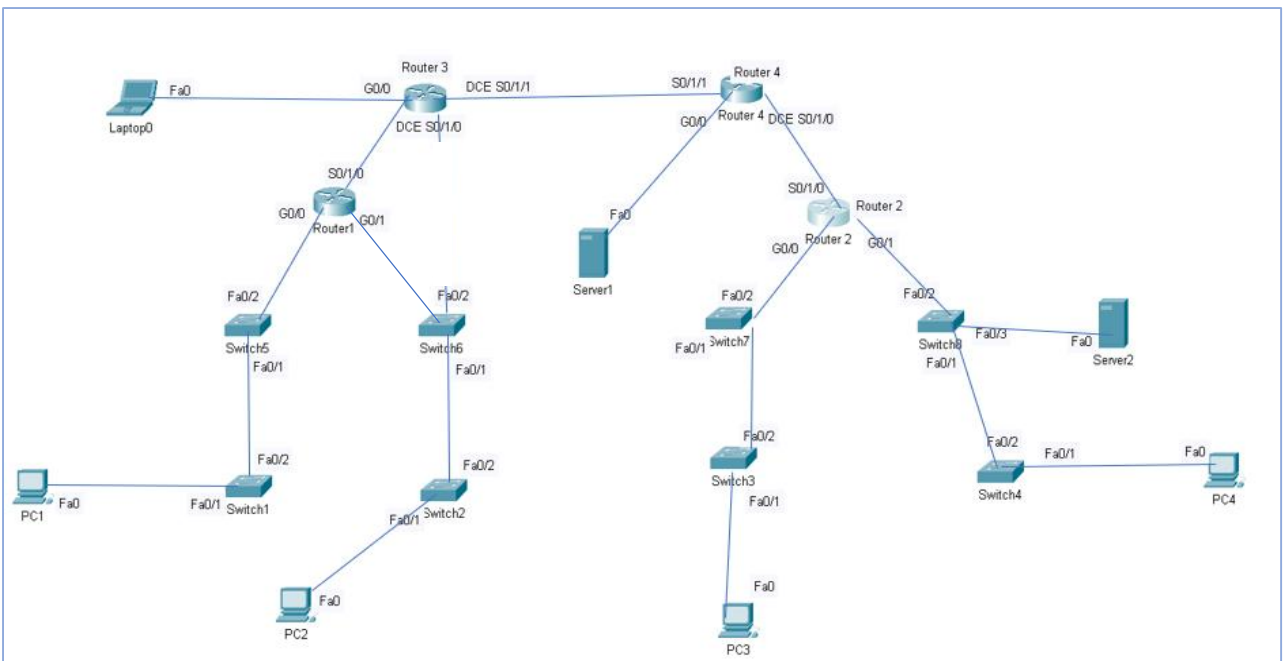 Router 3
Fa0
G0/0
DCE S0/1/1
Laptop0
DCE S0/1/0
S0/1/1
Router 4
G0/0
Router 4
DCE S0/1/0
S0/1/0
G0/0
G0/1
Router1
S0/1/0
Router 2
Router 2
G0/0
G0/1
Fa0
Server1
Fa0/2
Switch5
Fa0/1
Fa0/2
Switch6
Fa0/1
Fa0/2
Switch7
Fa0/1
Fa0/2
Switch8
Fa0/3
Fa0/1
Fa0
Server2
Fa0/2
Fa0/1
Switch1
Fa0
PC1
Fa0/2
Fa0/1
Switch2
Fa0
PC2
Fa0/2
Switch3
Fa0/1
Fa0
PC3
Fa0/2
Fa0/1
Switch4
Fa0
PC4